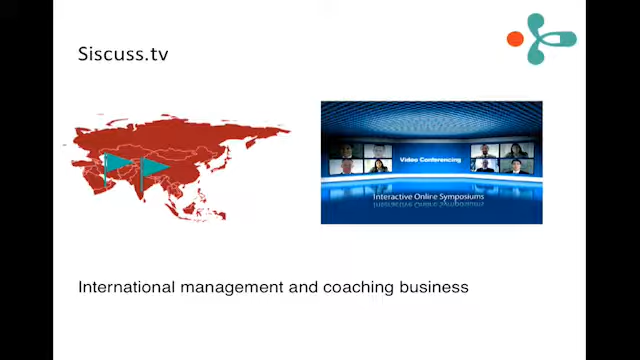 Siscuss.tv
Video Conferencing
Interactive Online Symposiums
International management and coaching business